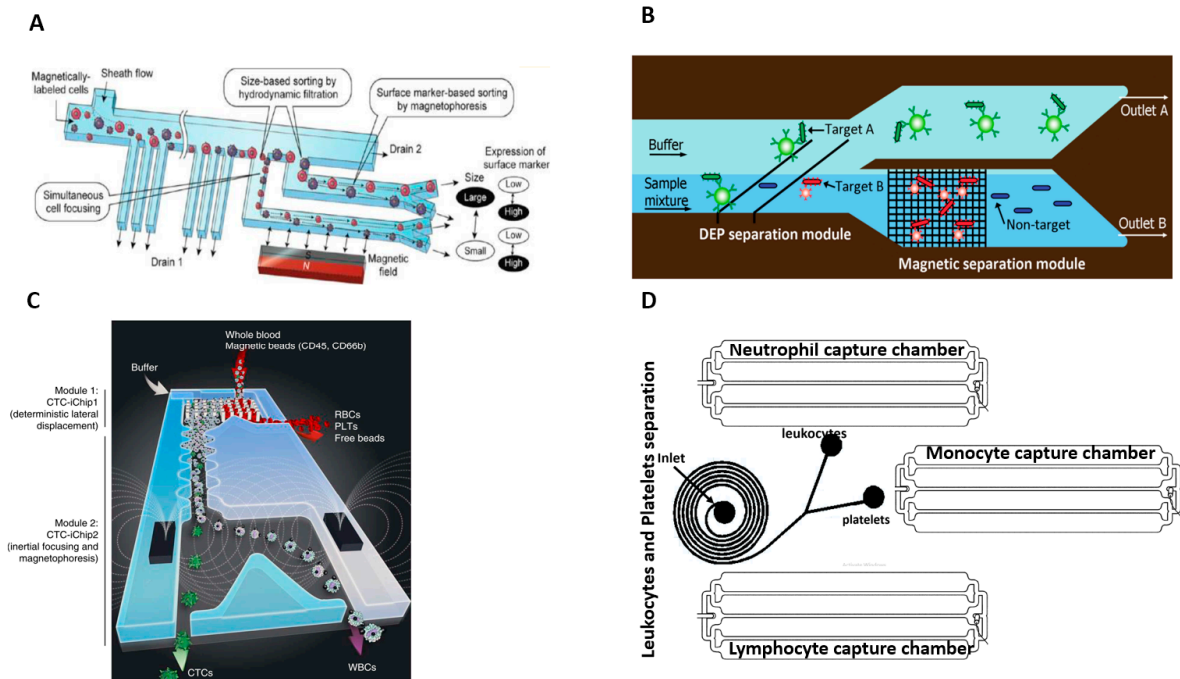 A
Magnetically-
labeled cells
Sheath flow
Size-based sorting by
hydrodynamic filtration
Surface marker-based sorting
by magnetophoresis
Drain 2
Expression of
surface marker
Size
Large
Small
Low
High
Low
High
Simultaneous
cell focusing
Drain 1
S
N
Magnetic
field
B
Buffer
Sample
mixture
Target A
Target B
DEP separation module
Non-target
Magnetic separation module
Outlet A
Outlet B
C
Whole blood
Magnetic beads (CD45, CD66b)
Buffer
Module 1:
CTC-iChip1
(deterministic lateral
displacement)
RBCs
PLTs
Free beads
Module 2:
CTC-iChip2
(inertial focusing and
magnetophoresis)
CTCs
WBCs
D
Leukocytes and Platelets separation
Neutrophil capture chamber
leukocytes
Inlet
Monocyte capture chamber
platelets
Lymphocyte capture chamber